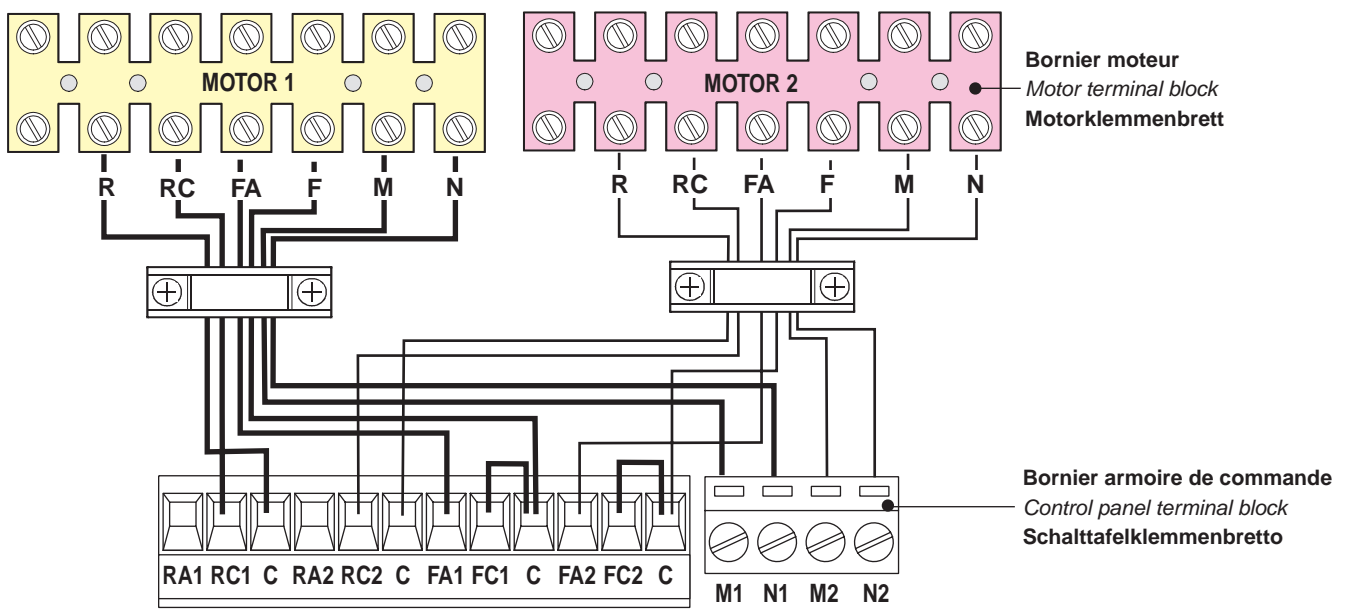 MOTOR 1
MOTOR 2
Bornier moteur
Motor terminal block
Motorklemmenbrett
R RC FA F M N
R RC FA F M N
Bornier armoire de commande
Control panel terminal block
Schalttafelklemmenbretto
RA1 RC1 C RA2 RC2 C FA1 FC1 C FA2 FC2 C
M1 N1 M2 N2